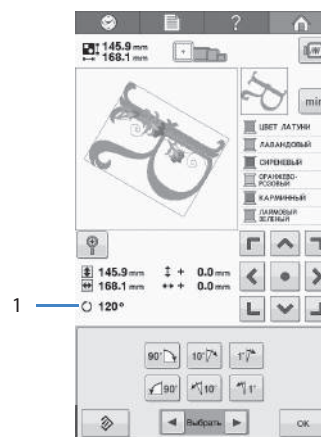 ?
145.9 mm
168.1 mm
min
ЦВЕТ ЛАТУНИ
ЛАВАНДОВЫЙ
СИРЕНЕВЫЙ
ОРАНЖЕВО-
РОЗОВЫЙ
КАРМИННЫЙ
ЛАЙМОВЫЙ
ЗЕЛЕНЫЙ
145.9 mm + 0.0 mm
168.1 mm + 0.0 mm
1
120°
90° 10° 1°
90° 10° 1°
Выбрать
OK